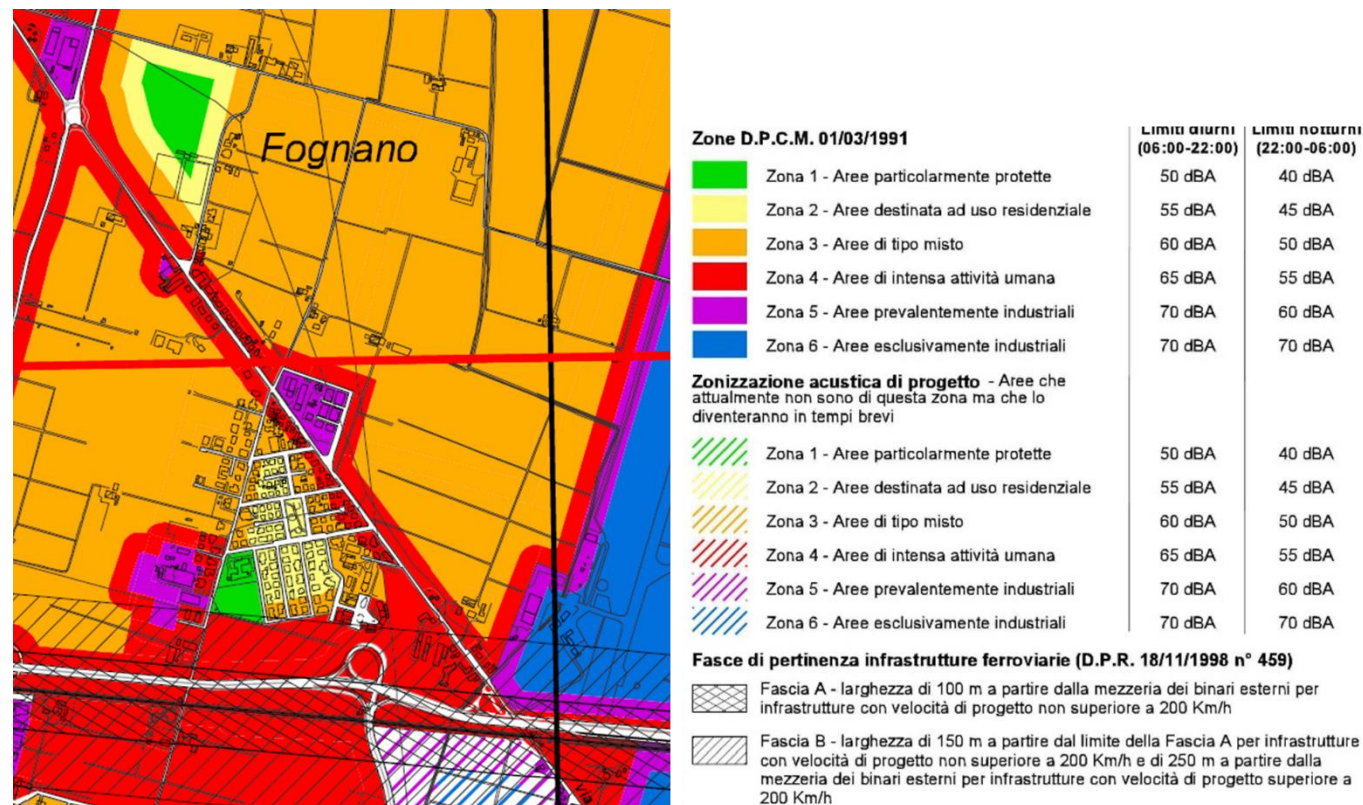 Fognano
Via
Limiti diurni Limiti notturni
Zone D.P.C.M. 01/03/1991 (06:00-22:00) (22:00-06:00)
Zona 1 - Aree particolarmente protette 50 dBA 40 dBA
Zona 2 - Aree destinata ad uso residenziale 55 dBA 45 dBA
Zona 3 - Aree di tipo misto 60 dBA 50 dBA
Zona 4 - Aree di intensa attività umana 65 dBA 55 dBA
Zona 5 - Aree prevalentemente industriali 70 dBA 60 dBA
Zona 6 - Aree esclusivamente industriali 70 dBA 70 dBA
Zonizzazione acustica di progetto - Aree che
attualmente non sono di questa zona ma che lo
diventeranno in tempi brevi
Zona 1 - Aree particolarmente protette 50 dBA 40 dBA
Zona 2 - Aree destinata ad uso residenziale 55 dBA 45 dBA
Zona 3 - Aree di tipo misto 60 dBA 50 dBA
Zona 4 - Aree di intensa attività umana 65 dBA 55 dBA
Zona 5 - Aree prevalentemente industriali 70 dBA 60 dBA
Zona 6 - Aree esclusivamente industriali 70 dBA 70 dBA
Fasce di pertinenza infrastrutture ferroviarie (D.P.R. 18/11/1998 n° 459)
Fascia A - larghezza di 100 m a partire dalla mezzeria dei binari esterni per
infrastrutture con velocità di progetto non superiore a 200 Km/h
Fascia B - larghezza di 150 m a partire dal limite della Fascia A per infrastrutture
con velocità di progetto non superiore a 200 Km/h e di 250 m a partire dalla
mezzeria dei binari esterni per infrastrutture con velocità di progetto superiore a
200 Km/h